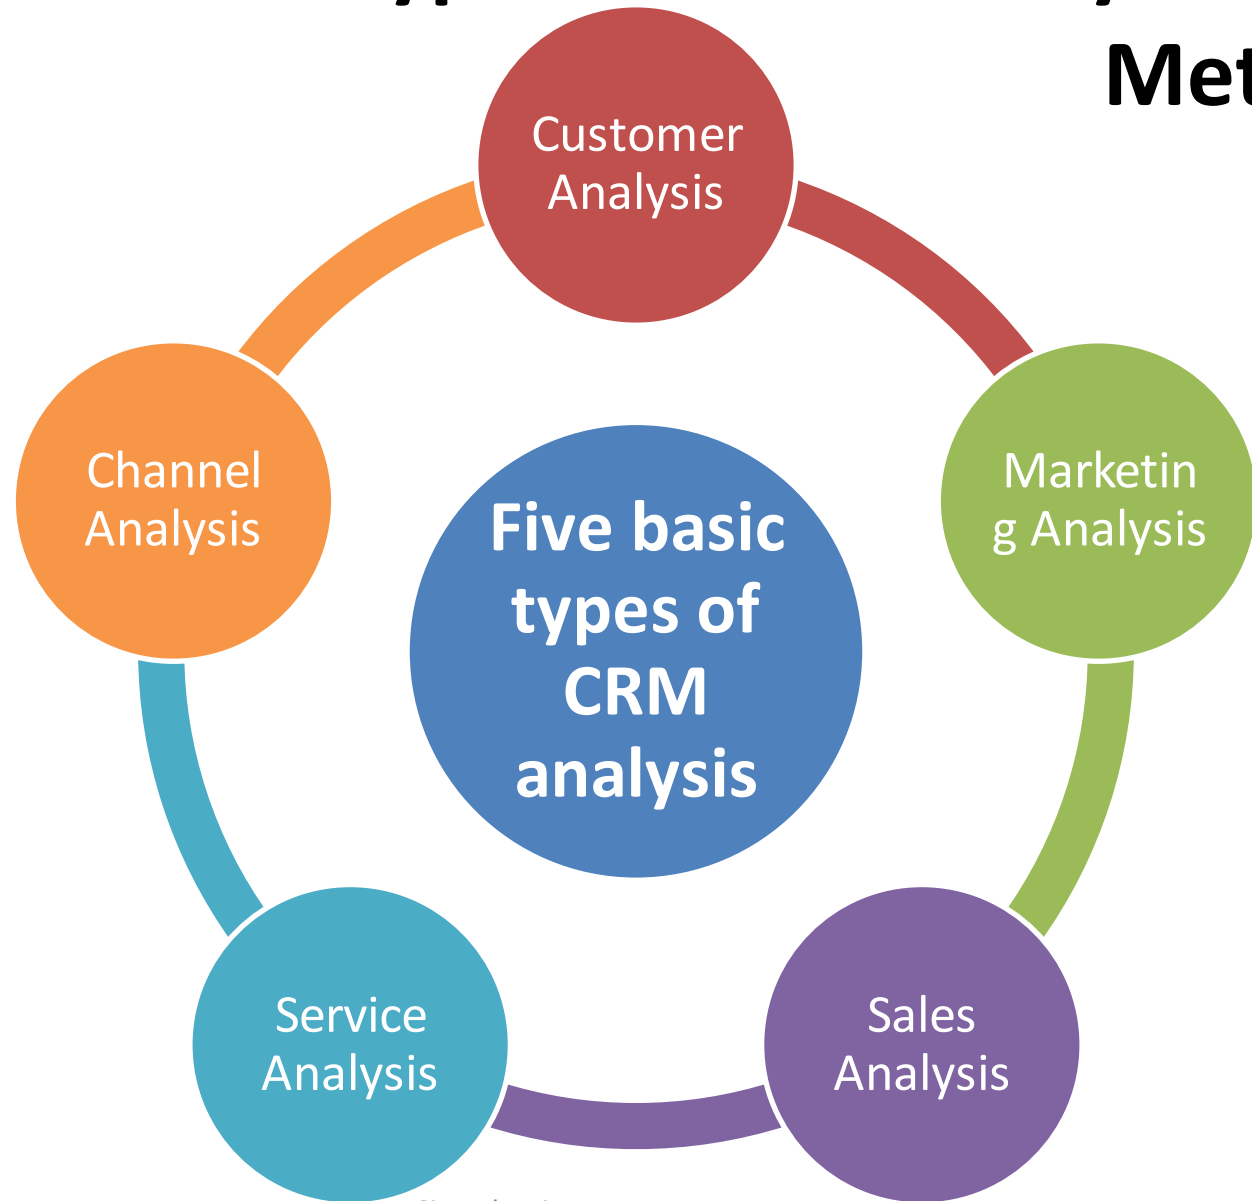 Met
Customer
Analysis
Channel
Analysis
Marketin
g Analysis
Five basic
types of
CRM
analysis
Service
Analysis
Sales
Analysis